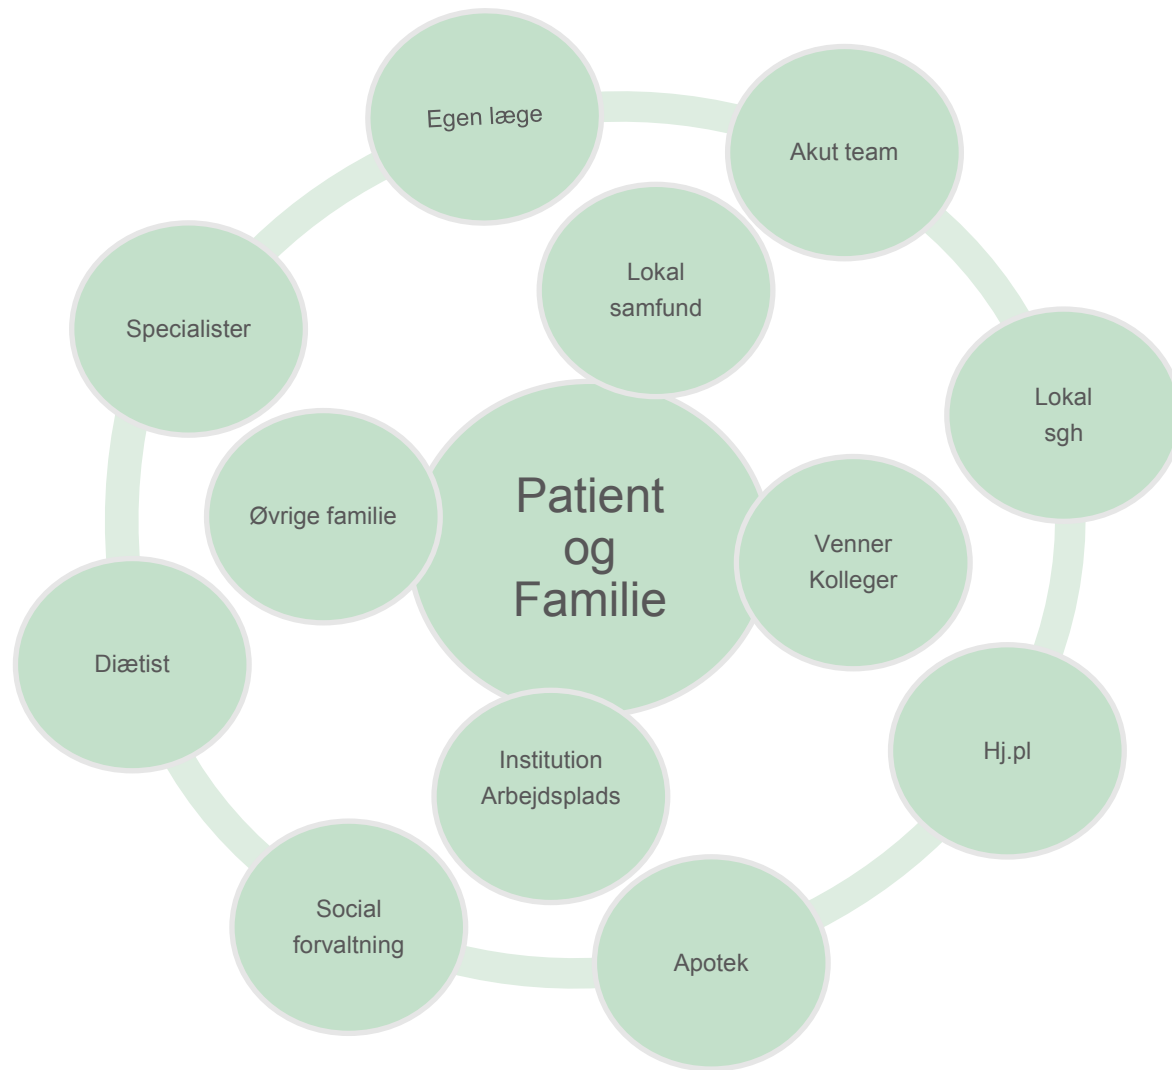 Egen læge
Akut team
Lokal
samfund
Specialister
Lokal
sgh
Øvrige familie
Patient
og
Familie
Venner
Kolleger
Diætist
Hj.pl
Institution
Arbejdsplads
Social
forvaltning
Apotek